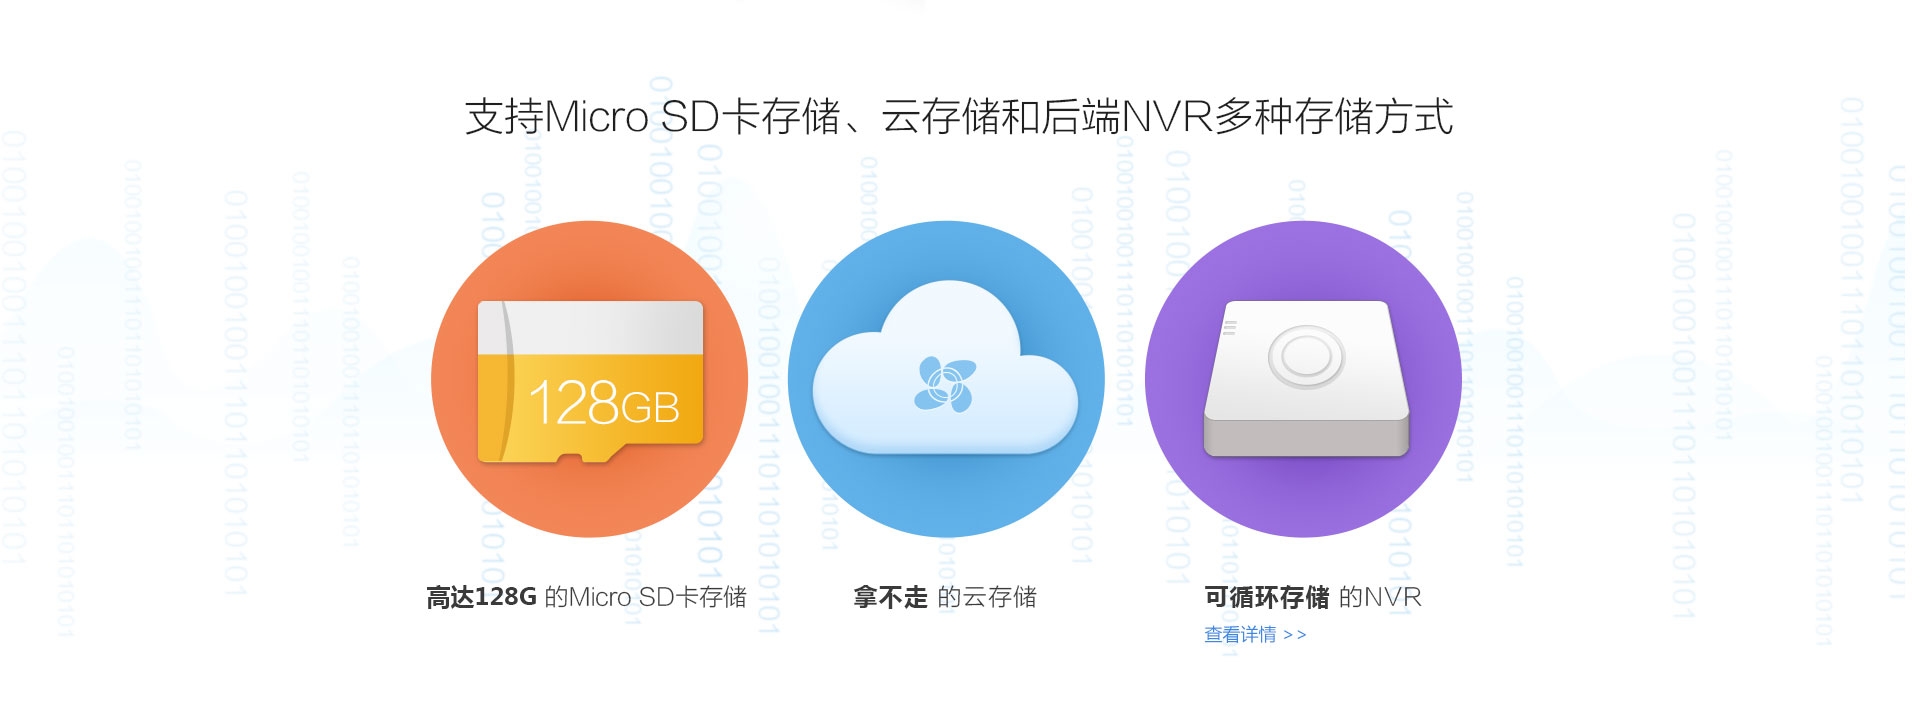 支持Micro SD卡存储、云存储和后端NVR多种存储方式
128GB
高达128G 的Micro SD卡存储
拿不走 的云存储
可循环存储 的NVR
查看详情 >>